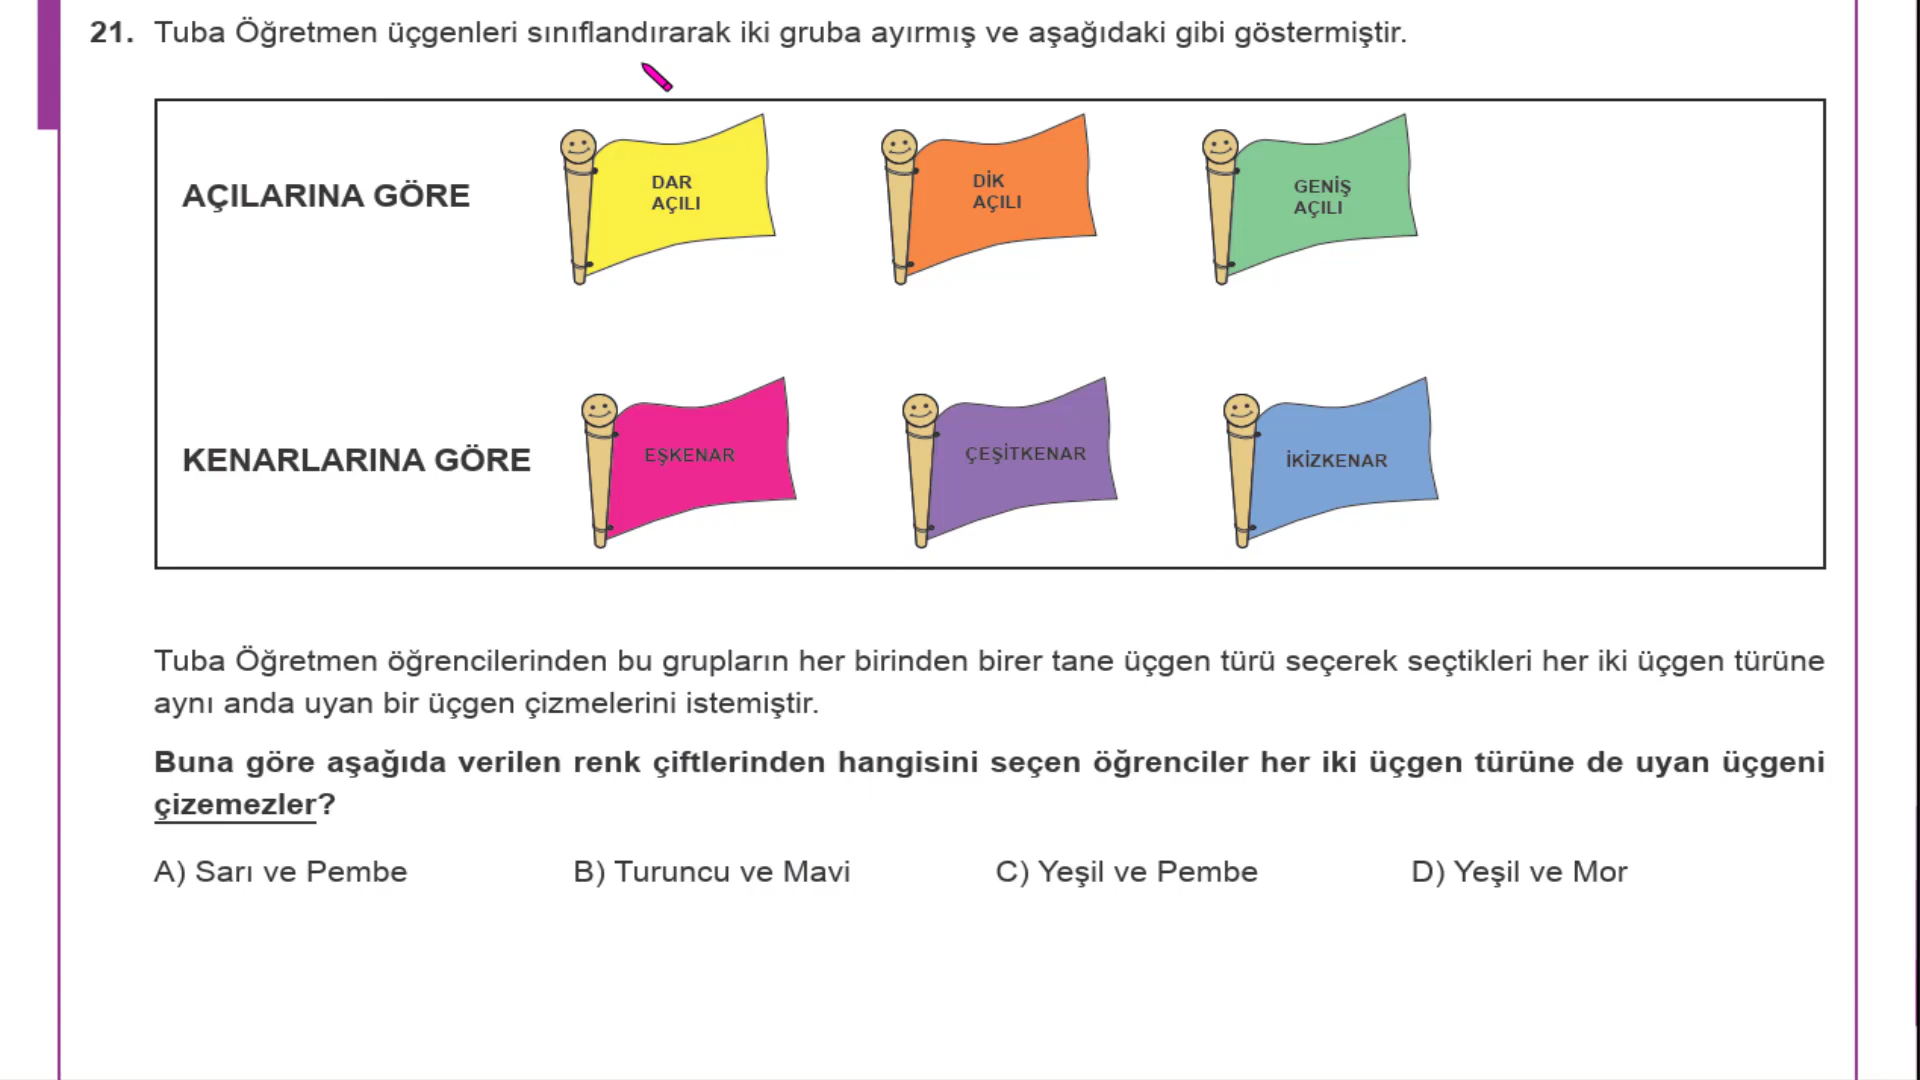 21. Tuba Öğretmen üçgenleri sınıflandırarak iki gruba ayırmış ve aşağıdaki gibi göstermiştir.
AÇILARINA GÖRE
DAR
AÇILI
DİK
AÇILI
GENİŞ
AÇILI
KENARLARINA GÖRE
EŞKENAR
ÇEŞİTKENAR
İKİZKENAR
Tuba Öğretmen öğrencilerinden bu grupların her birinden birer tane üçgen türü seçerek seçtikleri her iki üçgen türüne
aynı anda uyan bir üçgen çizmelerini istemiştir.
Buna göre aşağıda verilen renk çiftlerinden hangisini seçen öğrenciler her iki üçgen türüne de uyan üçgeni
çizemezler?
A) Sarı ve Pembe
B) Turuncu ve Mavi
C) Yeşil ve Pembe
D) Yeşil ve Mor